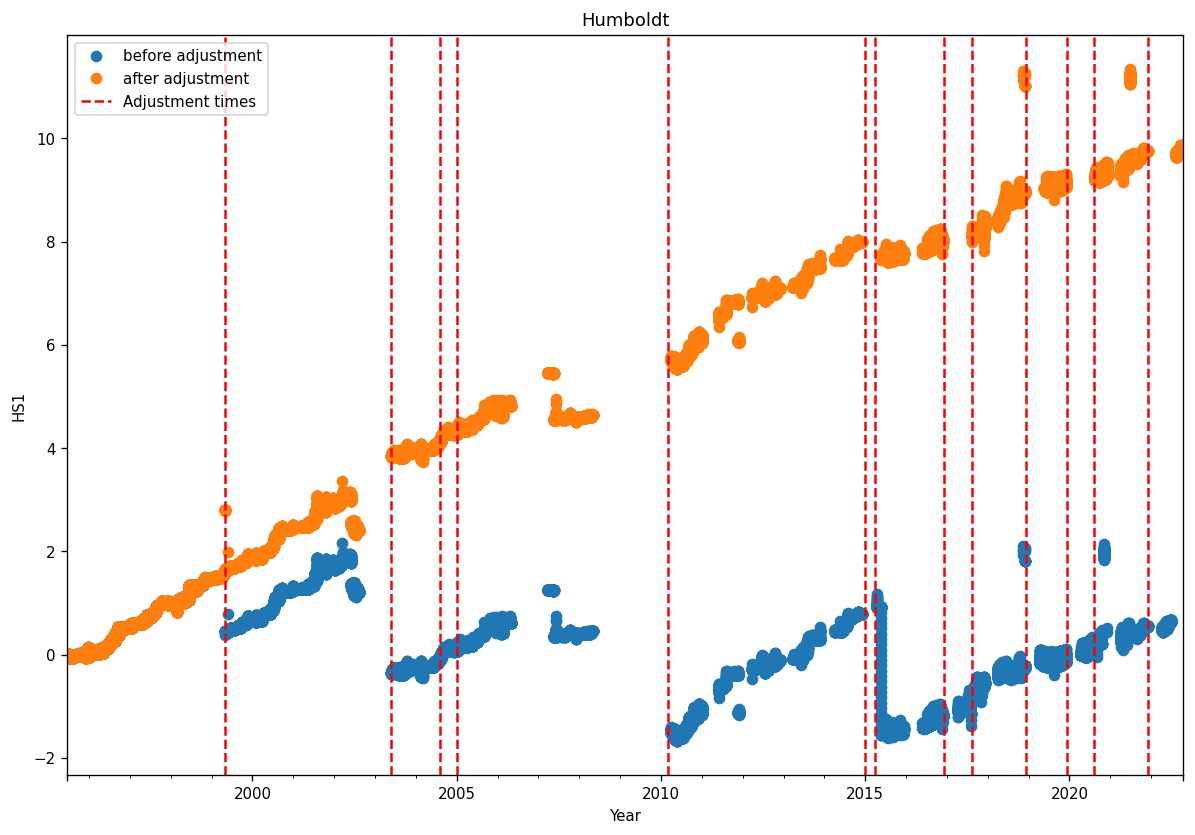 Humboldt
before adjustment
after adjustment
Adjustment times
HS1
10
8
6
4
2
0
−2
2000 2005 2010 2015 2020
Year